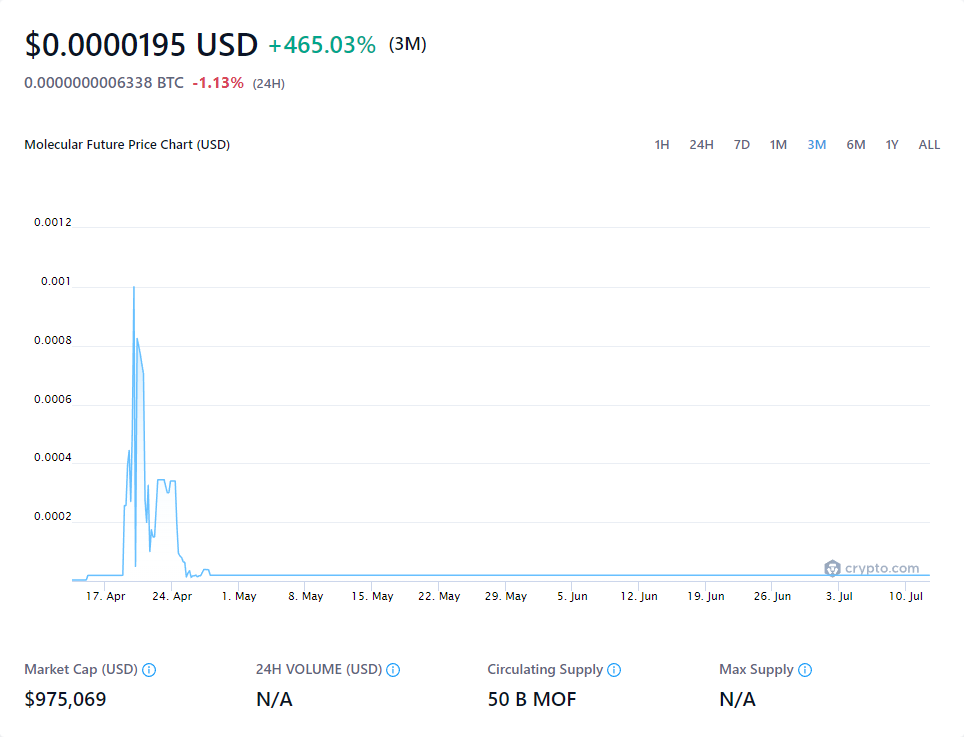 $0.0000195 USD +465.03% (3M)
0.0000000006338 BTC -1.13% (24H)
Molecular Future Price Chart (USD) 1H 24H 7D 1M 3M 6M 1Y ALL
0.0012
0.001
0.0008
0.0006
0.0004
0.0002
crypto.com
17. Apr 24. Apr 1. May 8. May 15. May 22. May 29. May 5. Jun 12. Jun 19. Jun 26. Jun 3. Jul 10. Jul
Market Cap (USD) 24H VOLUME (USD) Circulating Supply Max Supply
$975,069 N/A 50 B MOF N/A